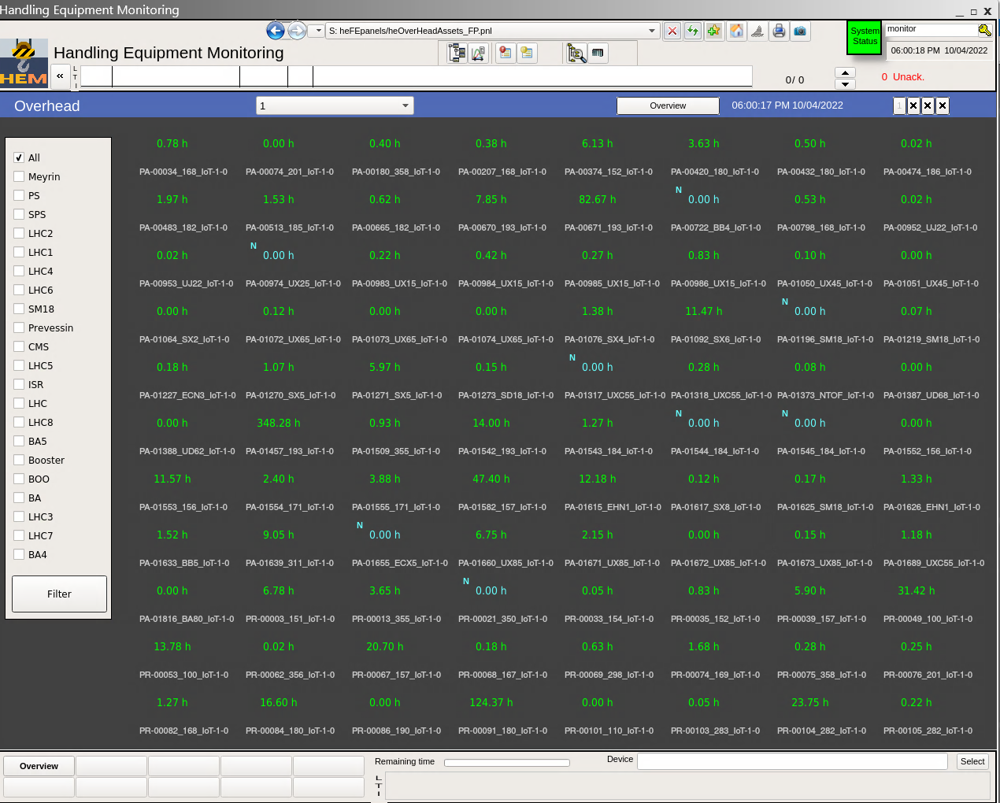 Handling Equipment Monitoring
S: heFEpanels/heOverHeadAssets_FP.pnl
System
Status
monitor
HEM
Handling Equipment Monitoring
06:00:18 PM 10/04/2022
«
L
T
I
0/ 0
0 Unack.
Overhead
1
Overview
06:00:17 PM 10/04/2022
1
All
Meyrin
PS
SPS
LHC2
LHC1
LHC4
LHC6
SM18
Prevessin
CMS
LHC5
ISR
LHC
LHC8
BA5
Booster
BOO
BA
LHC3
LHC7
BA4
Filter
0.78 h 0.00 h 0.40 h 0.38 h 6.13 h 3.63 h 0.50 h 0.02 h
PA-00034_168_IoT-1-0 PA-00074_201_IoT-1-0 PA-00180_358_IoT-1-0 PA-00207_168_IoT-1-0 PA-00374_152_IoT-1-0 PA-00420_180_IoT-1-0 PA-00432_180_IoT-1-0 PA-00474_186_IoT-1-0
1.97 h 1.53 h 0.62 h 7.85 h 82.67 h N 0.00 h 0.53 h 0.02 h
PA-00483_182_IoT-1-0 PA-00513_185_IoT-1-0 PA-00665_182_IoT-1-0 PA-00670_193_IoT-1-0 PA-00671_193_IoT-1-0 PA-00722_BB4_IoT-1-0 PA-00798_168_IoT-1-0 PA-00952_UJ22_IoT-1-0
0.02 h N 0.00 h 0.22 h 0.42 h 0.27 h 0.83 h 0.10 h 0.00 h
PA-00953_UJ22_IoT-1-0 PA-00974_UX25_IoT-1-0 PA-00983_UX15_IoT-1-0 PA-00984_UX15_IoT-1-0 PA-00985_UX15_IoT-1-0 PA-00986_UX15_IoT-1-0 PA-01050_UX45_IoT-1-0 PA-01051_UX45_IoT-1-0
0.00 h 0.12 h 0.00 h 0.00 h 1.38 h 11.47 h N 0.00 h 0.07 h
PA-01064_SX2_IoT-1-0 PA-01072_UX65_IoT-1-0 PA-01073_UX65_IoT-1-0 PA-01074_UX65_IoT-1-0 PA-01076_SX4_IoT-1-0 PA-01092_SX6_IoT-1-0 PA-01196_SM18_IoT-1-0 PA-01219_SM18_IoT-1-0
0.18 h 1.07 h 5.97 h 0.15 h N 0.00 h 0.28 h 0.08 h 0.00 h
PA-01227_ECN3_IoT-1-0 PA-01270_SX5_IoT-1-0 PA-01271_SX5_IoT-1-0 PA-01273_SD18_IoT-1-0 PA-01317_UXC55_IoT-1-0 PA-01318_UXC55_IoT-1-0 PA-01373_NTOF_IoT-1-0 PA-01387_UD68_IoT-1-0
0.00 h 348.28 h 0.93 h 14.00 h 1.27 h N 0.00 h N 0.00 h 0.00 h
PA-01388_UD62_IoT-1-0 PA-01457_193_IoT-1-0 PA-01509_355_IoT-1-0 PA-01542_193_IoT-1-0 PA-01543_184_IoT-1-0 PA-01544_184_IoT-1-0 PA-01545_184_IoT-1-0 PA-01552_156_IoT-1-0
11.57 h 2.40 h 3.88 h 47.40 h 12.18 h 0.12 h 0.17 h 1.33 h
PA-01553_156_IoT-1-0 PA-01554_171_IoT-1-0 PA-01555_171_IoT-1-0 PA-01582_157_IoT-1-0 PA-01615_EHN1_IoT-1-0 PA-01617_SX8_IoT-1-0 PA-01625_SM18_IoT-1-0 PA-01626_EHN1_IoT-1-0
1.52 h 9.05 h N 0.00 h 6.75 h 2.15 h 0.00 h 0.15 h 1.18 h
PA-01633_BB5_IoT-1-0 PA-01639_311_IoT-1-0 PA-01655_ECX5_IoT-1-0 PA-01660_UX85_IoT-1-0 PA-01671_UX85_IoT-1-0 PA-01672_UX85_IoT-1-0 PA-01673_UX85_IoT-1-0 PA-01689_UXC55_IoT-1-0
0.00 h 6.78 h 3.65 h N 0.00 h 0.05 h 0.83 h 5.90 h 31.42 h
PA-01816_BA80_IoT-1-0 PR-00003_151_IoT-1-0 PR-00013_355_IoT-1-0 PR-00021_350_IoT-1-0 PR-00033_154_IoT-1-0 PR-00035_152_IoT-1-0 PR-00039_157_IoT-1-0 PR-00049_100_IoT-1-0
13.78 h 0.02 h 20.70 h 0.18 h 0.63 h 1.68 h 0.28 h 0.25 h
PR-00053_100_IoT-1-0 PR-00062_356_IoT-1-0 PR-00067_157_IoT-1-0 PR-00068_167_IoT-1-0 PR-00069_298_IoT-1-0 PR-00074_169_IoT-1-0 PR-00075_358_IoT-1-0 PR-00076_201_IoT-1-0
1.27 h 16.60 h 0.00 h 124.37 h 0.00 h 0.05 h 23.75 h 0.22 h
PR-00082_168_IoT-1-0 PR-00084_180_IoT-1-0 PR-00086_190_IoT-1-0 PR-00091_180_IoT-1-0 PR-00101_110_IoT-1-0 PR-00103_283_IoT-1-0 PR-00104_282_IoT-1-0 PR-00105_282_IoT-1-0
Overview
Remaining time
Device
Select
L
T
I